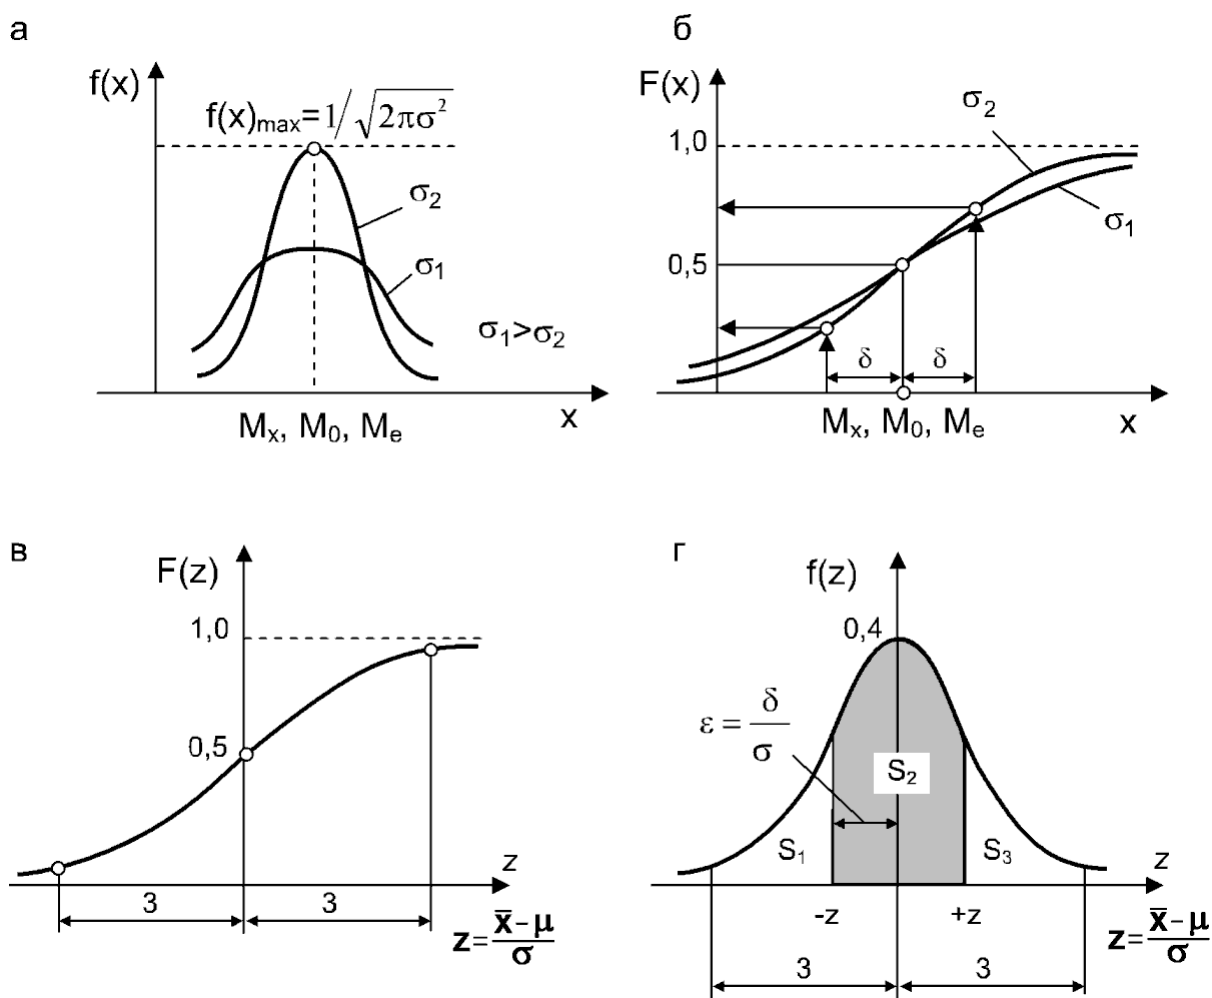 а
f(x)
f(x)max=1/√2πσ²
σ2
σ1
σ1>σ2
Mx, M0, Me
x
б
F(x)
σ2
1,0
σ1
0,5
δ
δ
Mx, M0, Me
x
в
F(z)
1,0
0,5
z
3
3
z=x̄-μ/σ
г
f(z)
0,4
ε=δ/σ
S2
S1
S3
z
-z
+z
z=x̄-μ/σ
3
3